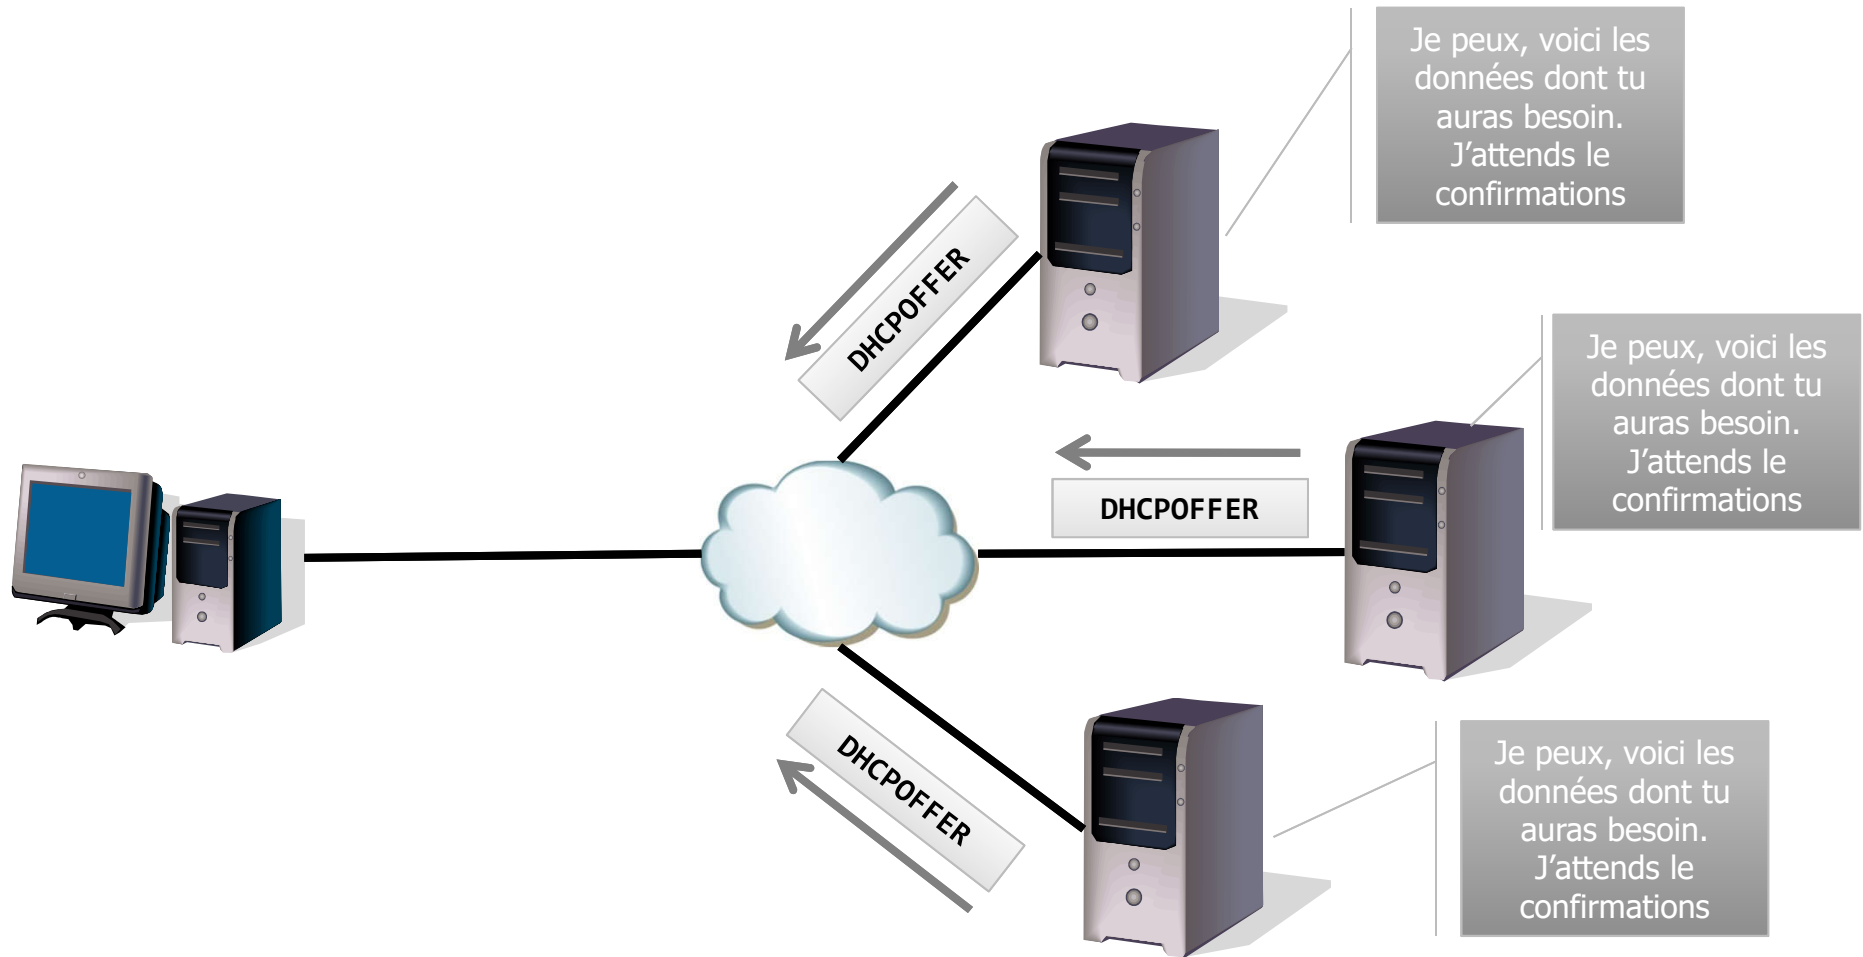 Je peux, voici les
données dont tu
auras besoin.
J’attends le
confirmations
DHCPOFFER
Je peux, voici les
données dont tu
auras besoin.
J’attends le
confirmations
DHCPOFFER
DHCPOFFER
Je peux, voici les
données dont tu
auras besoin.
J’attends le
confirmations